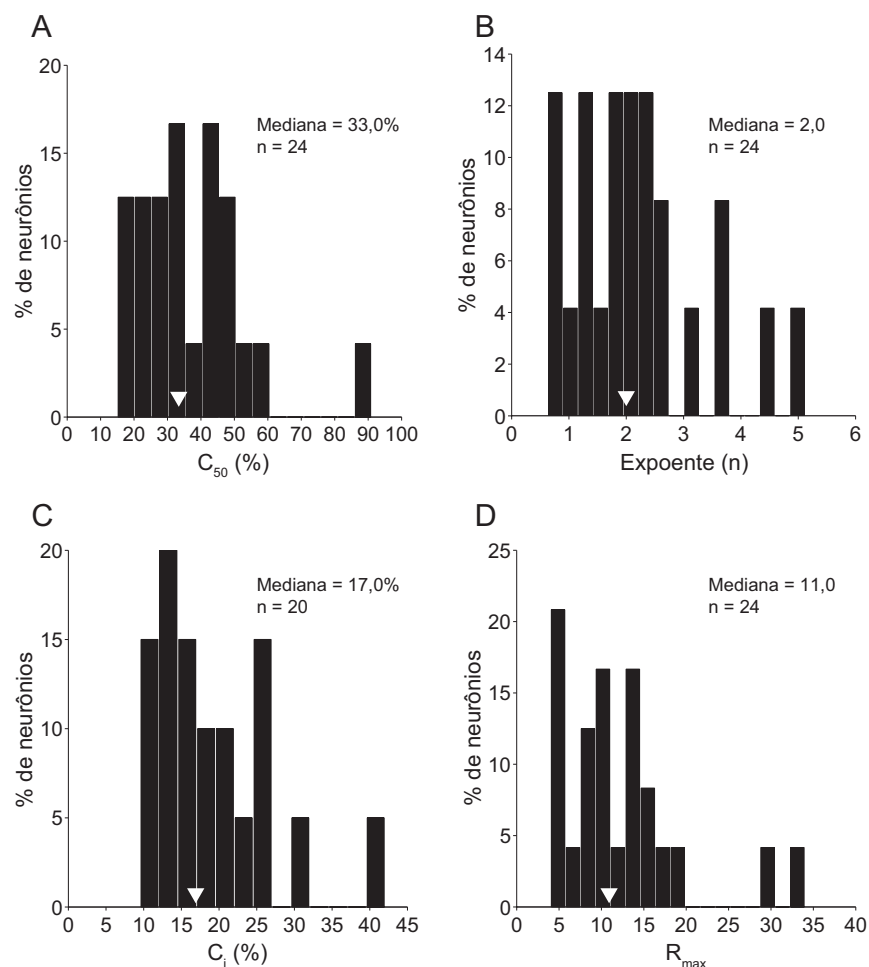 A
20
15
10
5
0
% de neurônios
Mediana = 33,0%
n = 24
0 10 20 30 40 50 60 70 80 90 100
C50 (%)
B
14
12
10
8
6
4
2
0
% de neurônios
Mediana = 2,0
n = 24
0 1 2 3 4 5 6
Expoente (n)
C
20
15
10
5
0
% de neurônios
Mediana = 17,0%
n = 20
0 5 10 15 20 25 30 35 40 45
Ci (%)
D
25
20
15
10
5
0
% de neurônios
Mediana = 11,0
n = 24
0 5 10 15 20 25 30 35 40
Rmax